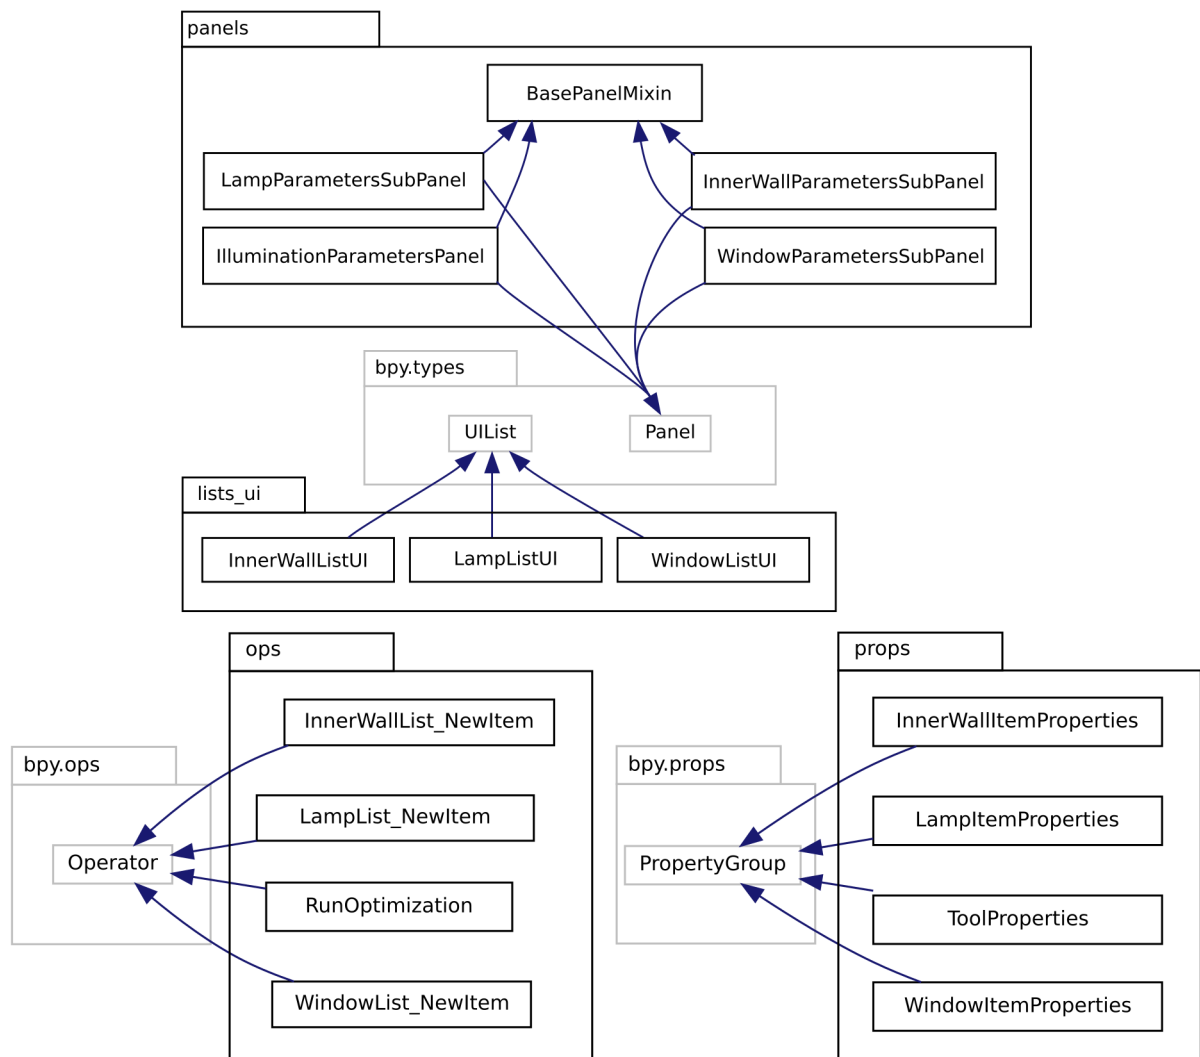 panels
BasePanelMixin
LampParametersSubPanel
InnerWallParametersSubPanel
IlluminationParametersPanel
WindowParametersSubPanel
bpy.types
UIList
Panel
lists_ui
InnerWallListUI
LampListUI
WindowListUI
ops
InnerWallList_NewItem
bpy.ops
LampList_NewItem
Operator
RunOptimization
WindowList_NewItem
props
InnerWallItemProperties
bpy.props
LampItemProperties
PropertyGroup
ToolProperties
WindowItemProperties